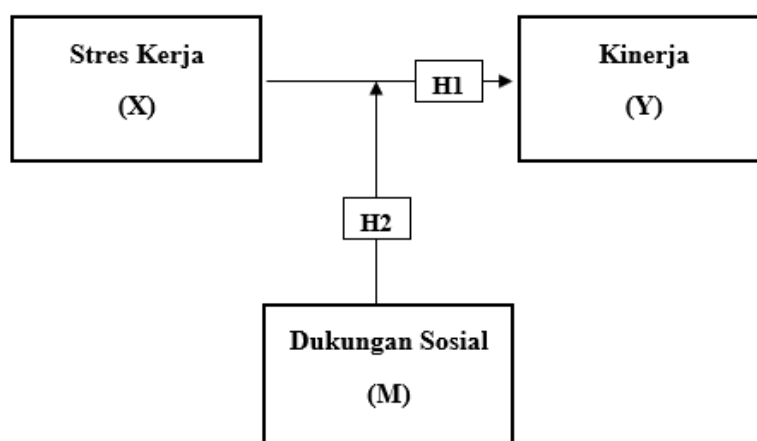 Stres Kerja
(X)
H1
Kinerja
(Y)
H2
Dukungan Sosial
(M)